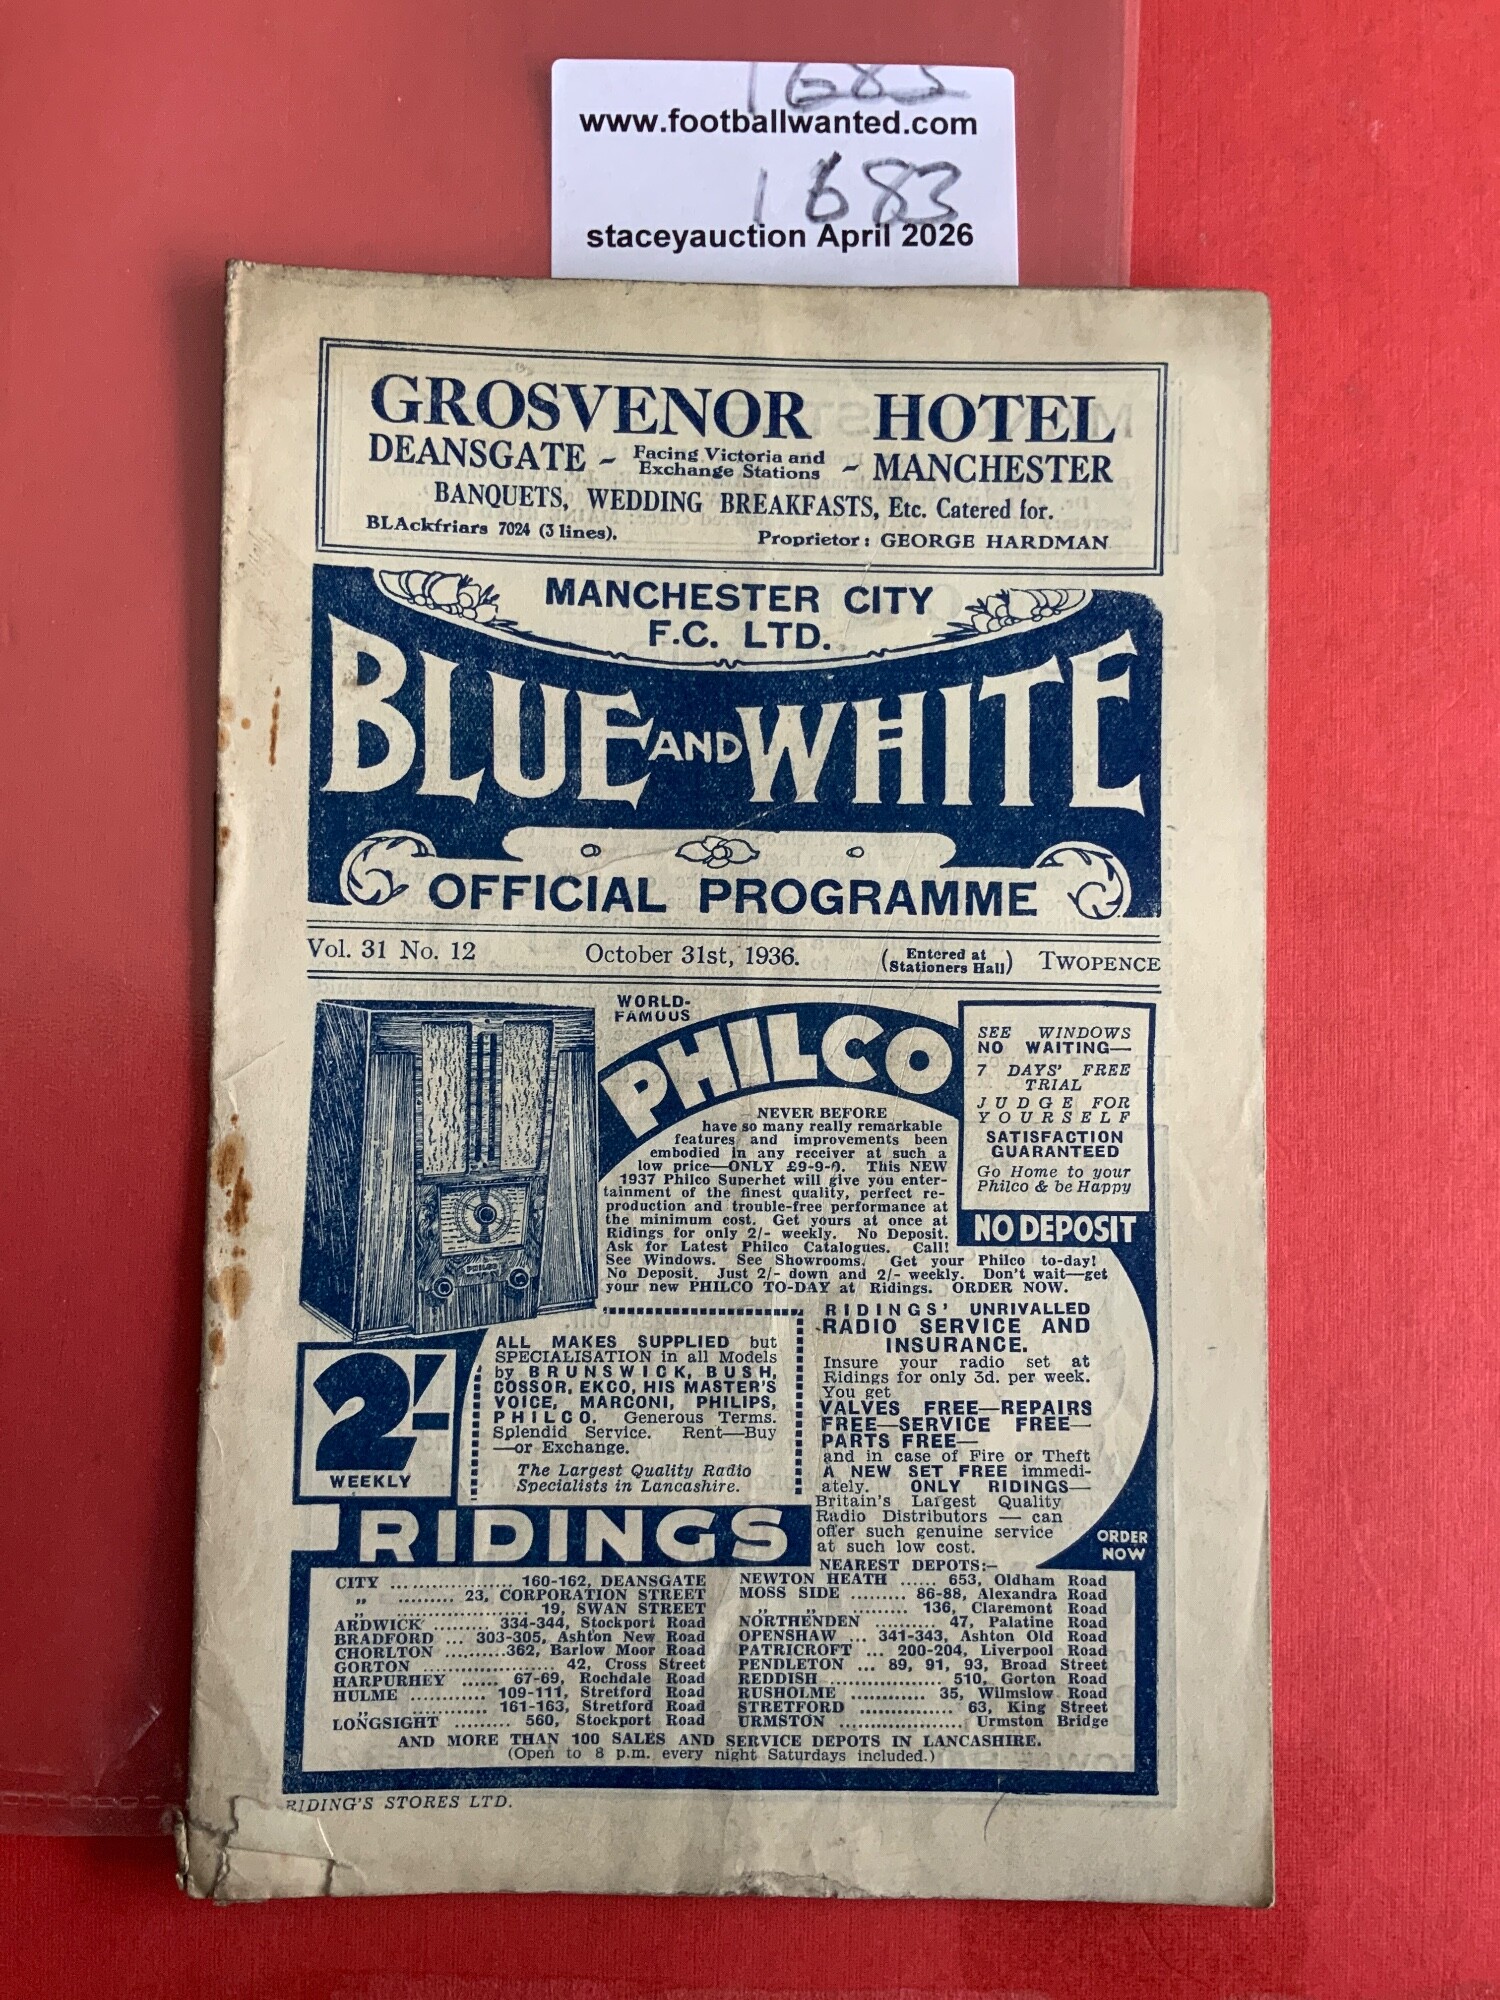 1683
www.footballwanted.com
1683
staceyauction April 2026
GROSVENOR HOTEL
DEANSGATE - Facing Victoria and Exchange Stations - MANCHESTER
BANQUETS, WEDDING BREAKFASTS, Etc. Catered for.
BLAckfriars 7024 (3 lines). Proprietor: GEORGE HARDMAN
MANCHESTER CITY
F.C. LTD.
BLUE AND WHITE
OFFICIAL PROGRAMME
Vol. 31 No. 12 October 31st, 1936. (Entered at Stationers Hall) TWOPENCE
WORLD-
FAMOUS
PHILCO
NEVER BEFORE
have so many really remarkable
features and improvements been
embodied in any receiver at such a
low price—ONLY £9-9-0. This NEW
1937 Philco Superhet will give you enter-
tainment of the finest quality, perfect re-
production and trouble-free performance at
the minimum cost. Get yours at once at
Ridings for only 2/- weekly. No Deposit.
Ask for Latest Philco Catalogues. Call!
See Windows. See Showrooms. Get your Philco to-day!
No Deposit. Just 2/- down and 2/- weekly. Don't wait—get
your new PHILCO TO-DAY at Ridings. ORDER NOW.
SEE WINDOWS
NO WAITING—
7 DAYS' FREE
TRIAL
JUDGE FOR
YOURSELF
SATISFACTION
GUARANTEED
Go Home to your
Philco & be Happy
NO DEPOSIT
PHILCO
2/-
WEEKLY
ALL MAKES SUPPLIED but
SPECIALISATION in all Models
by BRUNSWICK, BUSH,
COSSOR, EKCO, HIS MASTER'S
VOICE, MARCONI, PHILIPS,
PHILCO. Generous Terms.
Splendid Service. Rent—Buy
—or Exchange.
The Largest Quality Radio
Specialists in Lancashire.
RIDINGS' UNRIVALLED
RADIO SERVICE AND
INSURANCE.
Insure your radio set at
Ridings for only 3d. per week.
You get
VALVES FREE—REPAIRS
FREE—SERVICE FREE—
PARTS FREE—
and in case of Fire or Theft
A NEW SET FREE immedi-
ately. ONLY RIDINGS—
Britain's Largest Quality
Radio Distributors — can
offer such genuine service
at such low cost.
ORDER
NOW
RIDINGS
NEAREST DEPOTS:-
CITY .................. 160-162, DEANSGATE
„ ......... 23, CORPORATION STREET
„ .................... 19, SWAN STREET
ARDWICK ......... 334-344, Stockport Road
BRADFORD ... 303-305, Ashton New Road
CHORLTON .........362, Barlow Moor Road
GORTON .................... 42, Cross Street
HARPURHEY ...... 67-69, Rochdale Road
HULME ............ 109-111, Stretford Road
„ ............ 161-163, Stretford Road
LONGSIGHT ......... 560, Stockport Road
NEWTON HEATH ...... 653, Oldham Road
MOSS SIDE ......... 86-88, Alexandra Road
„ „ ......... 136, Claremont Road
NORTHENDEN ......... 47, Palatine Road
OPENSHAW ... 341-343, Ashton Old Road
PATRICROFT ... 200-204, Liverpool Road
PENDLETON ... 89, 91, 93, Broad Street
REDDISH .................. 510, Gorton Road
RUSHOLME ............ 35, Wilmslow Road
STRETFORD ............... 63, King Street
URMSTON .................... Urmston Bridge
AND MORE THAN 100 SALES AND SERVICE DEPOTS IN LANCASHIRE.
(Open to 8 p.m. every night Saturdays included.)
RIDING'S STORES LTD.